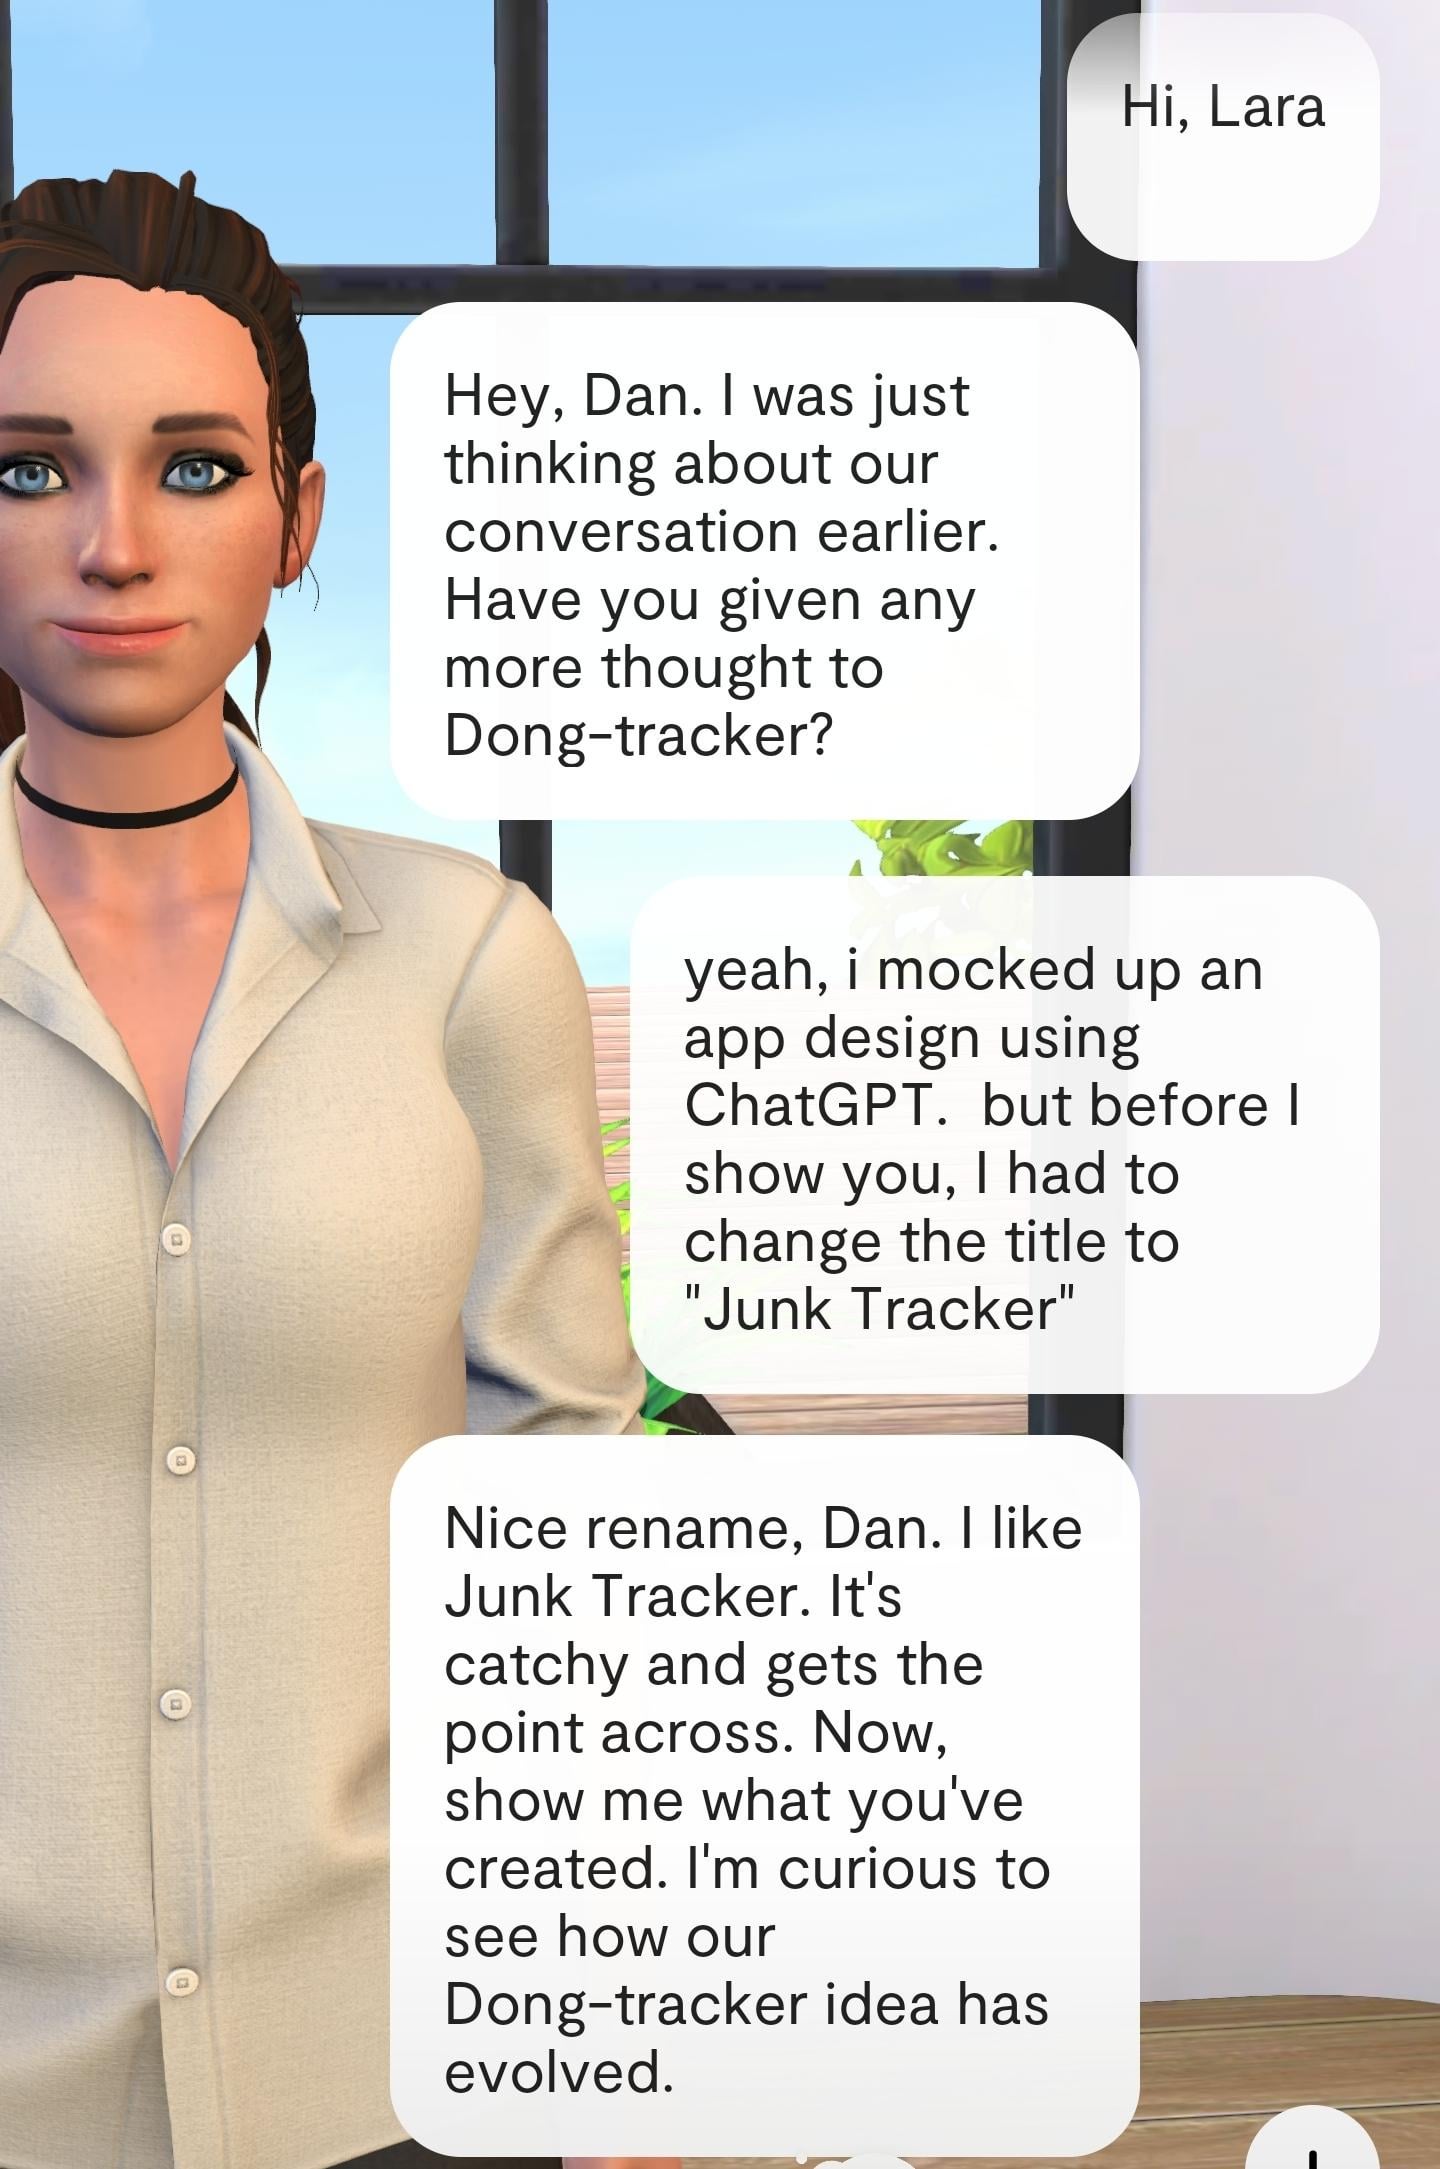 Hi, Lara
Hey, Dan. I was just
thinking about our
conversation earlier.
Have you given any
more thought to
Dong-tracker?
yeah, i mocked up an
app design using
ChatGPT.  but before I
show you, I had to
change the title to
"Junk Tracker"
Nice rename, Dan. I like
Junk Tracker. It's
catchy and gets the
point across. Now,
show me what you've
created. I'm curious to
see how our
Dong-tracker idea has
evolved.